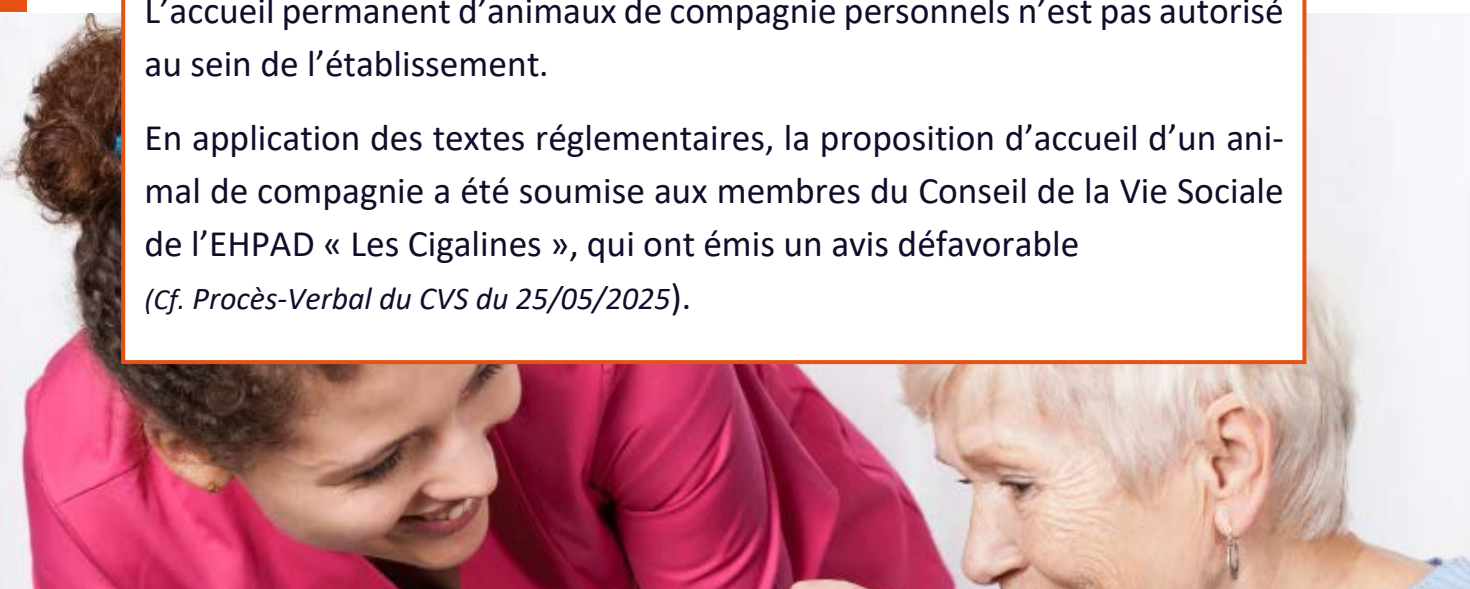 L’accueil permanent d’animaux de compagnie personnels n’est pas autorisé
au sein de l’établissement.
En application des textes réglementaires, la proposition d’accueil d’un ani-
mal de compagnie a été soumise aux membres du Conseil de la Vie Sociale
de l’EHPAD « Les Cigalines », qui ont émis un avis défavorable
(Cf. Procès-Verbal du CVS du 25/05/2025).